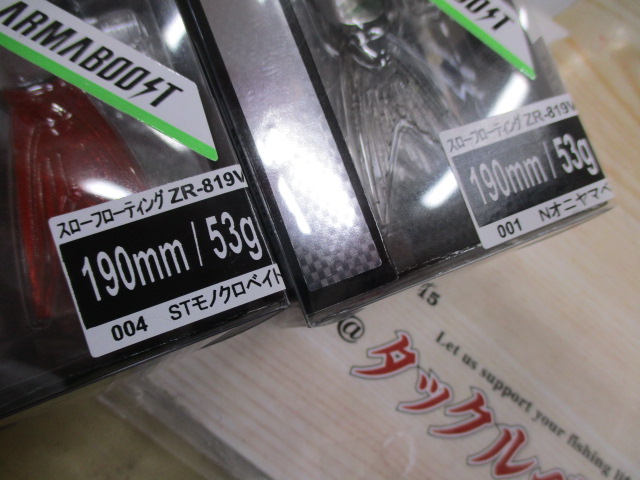 ARMABOOST
スローフローティング ZR-819V
190mm / 53g
004 STモノクロベイト
スローフローティング ZR-819V
190mm / 53g
001 Nオニヤマベ
15
Let us support your fishing life
@タックル